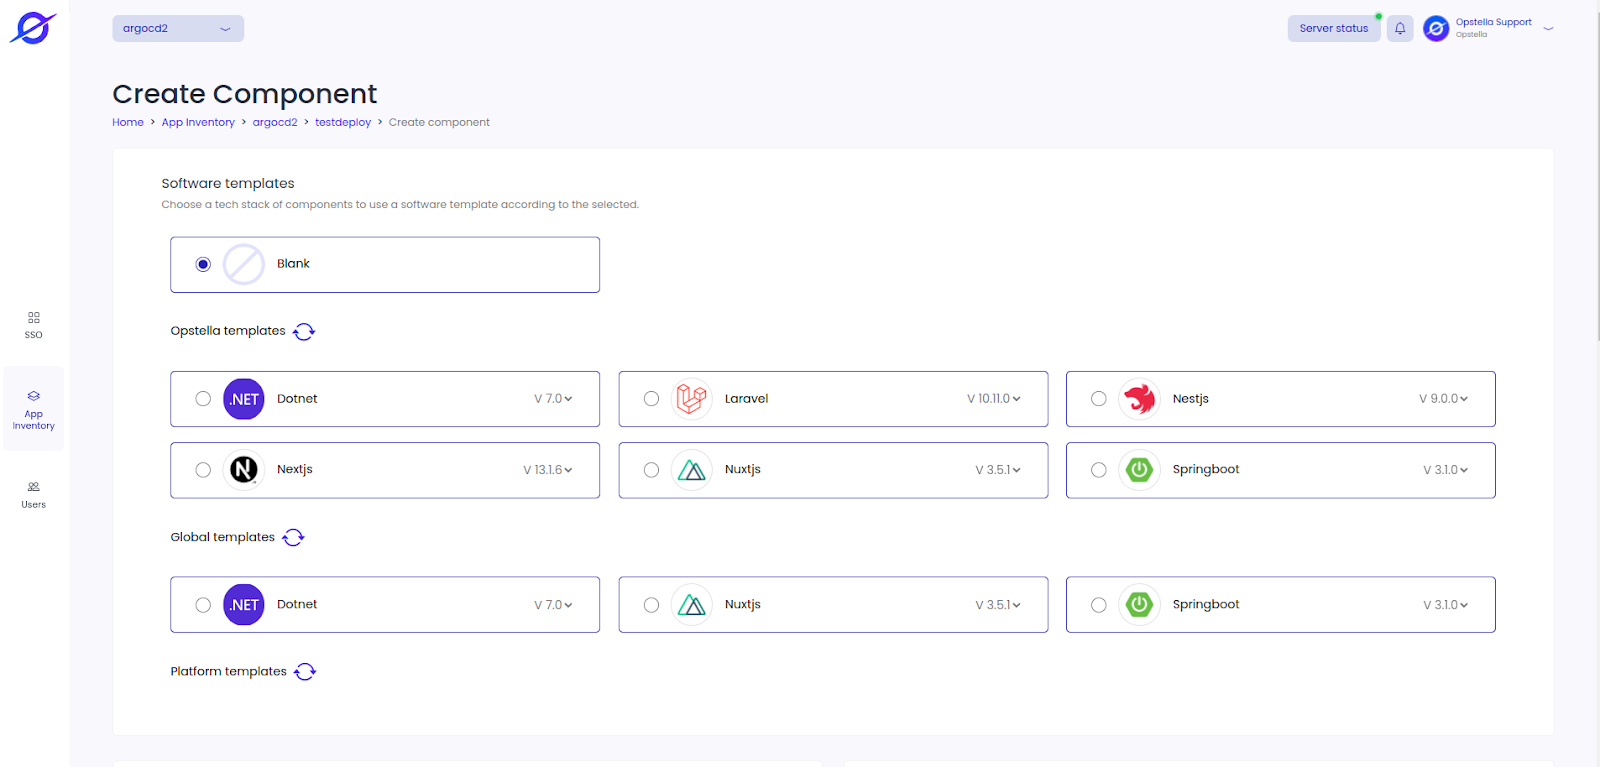 argocd2
Server status
Opstella Support
Opstella
Create Component
Home > App Inventory > argocd2 > testdeploy > Create component
Software templates
Choose a tech stack of components to use a software template according to the selected.
Blank
Opstella templates
.NET Dotnet V 7.0
Laravel V 10.11.0
Nestjs V 9.0.0
N Nextjs V 13.1.6
Nuxtjs V 3.5.1
Springboot V 3.1.0
Global templates
.NET Dotnet V 7.0
Nuxtjs V 3.5.1
Springboot V 3.1.0
Platform templates
SSO
App
Inventory
Users